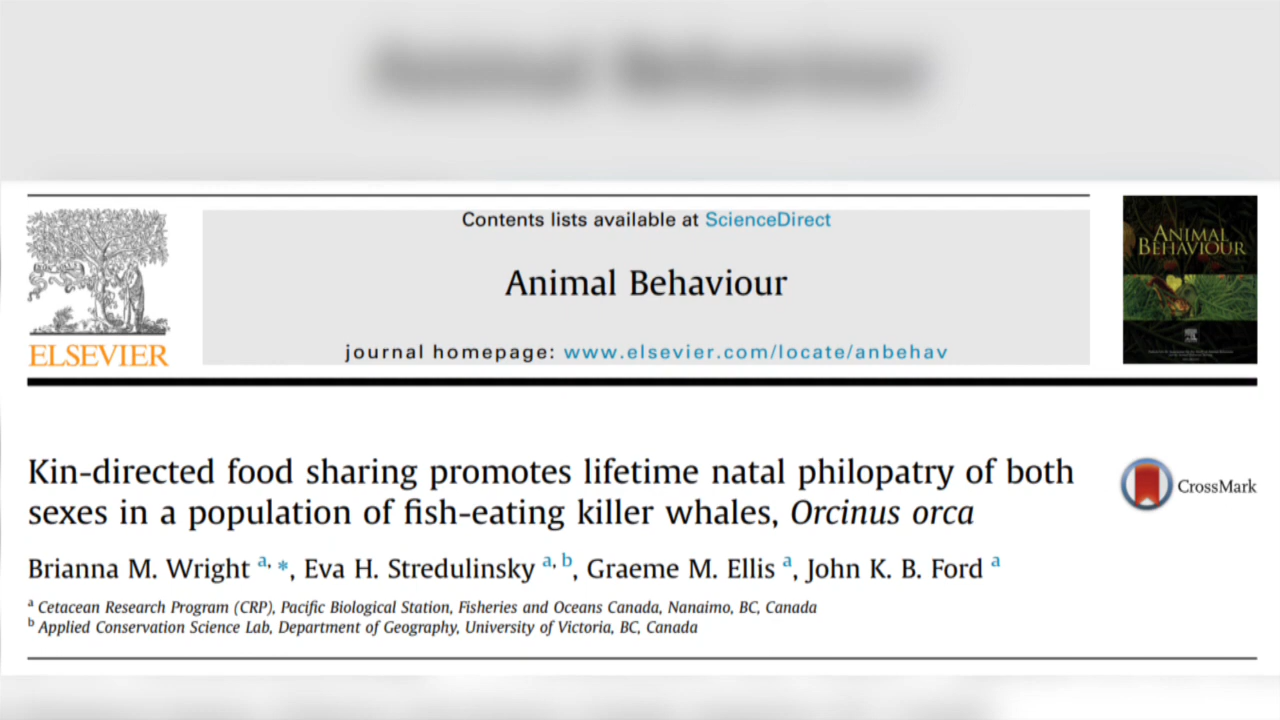 Contents lists available at ScienceDirect
Animal Behaviour
journal homepage: www.elsevier.com/locate/anbehav
ELSEVIER
ANIMAL
BEHAVIOUR
Kin-directed food sharing promotes lifetime natal philopatry of both
sexes in a population of fish-eating killer whales, Orcinus orca
CrossMark
Brianna M. Wright a, *, Eva H. Stredulinsky a, b, Graeme M. Ellis a, John K. B. Ford a
a Cetacean Research Program (CRP), Pacific Biological Station, Fisheries and Oceans Canada, Nanaimo, BC, Canada
b Applied Conservation Science Lab, Department of Geography, University of Victoria, BC, Canada